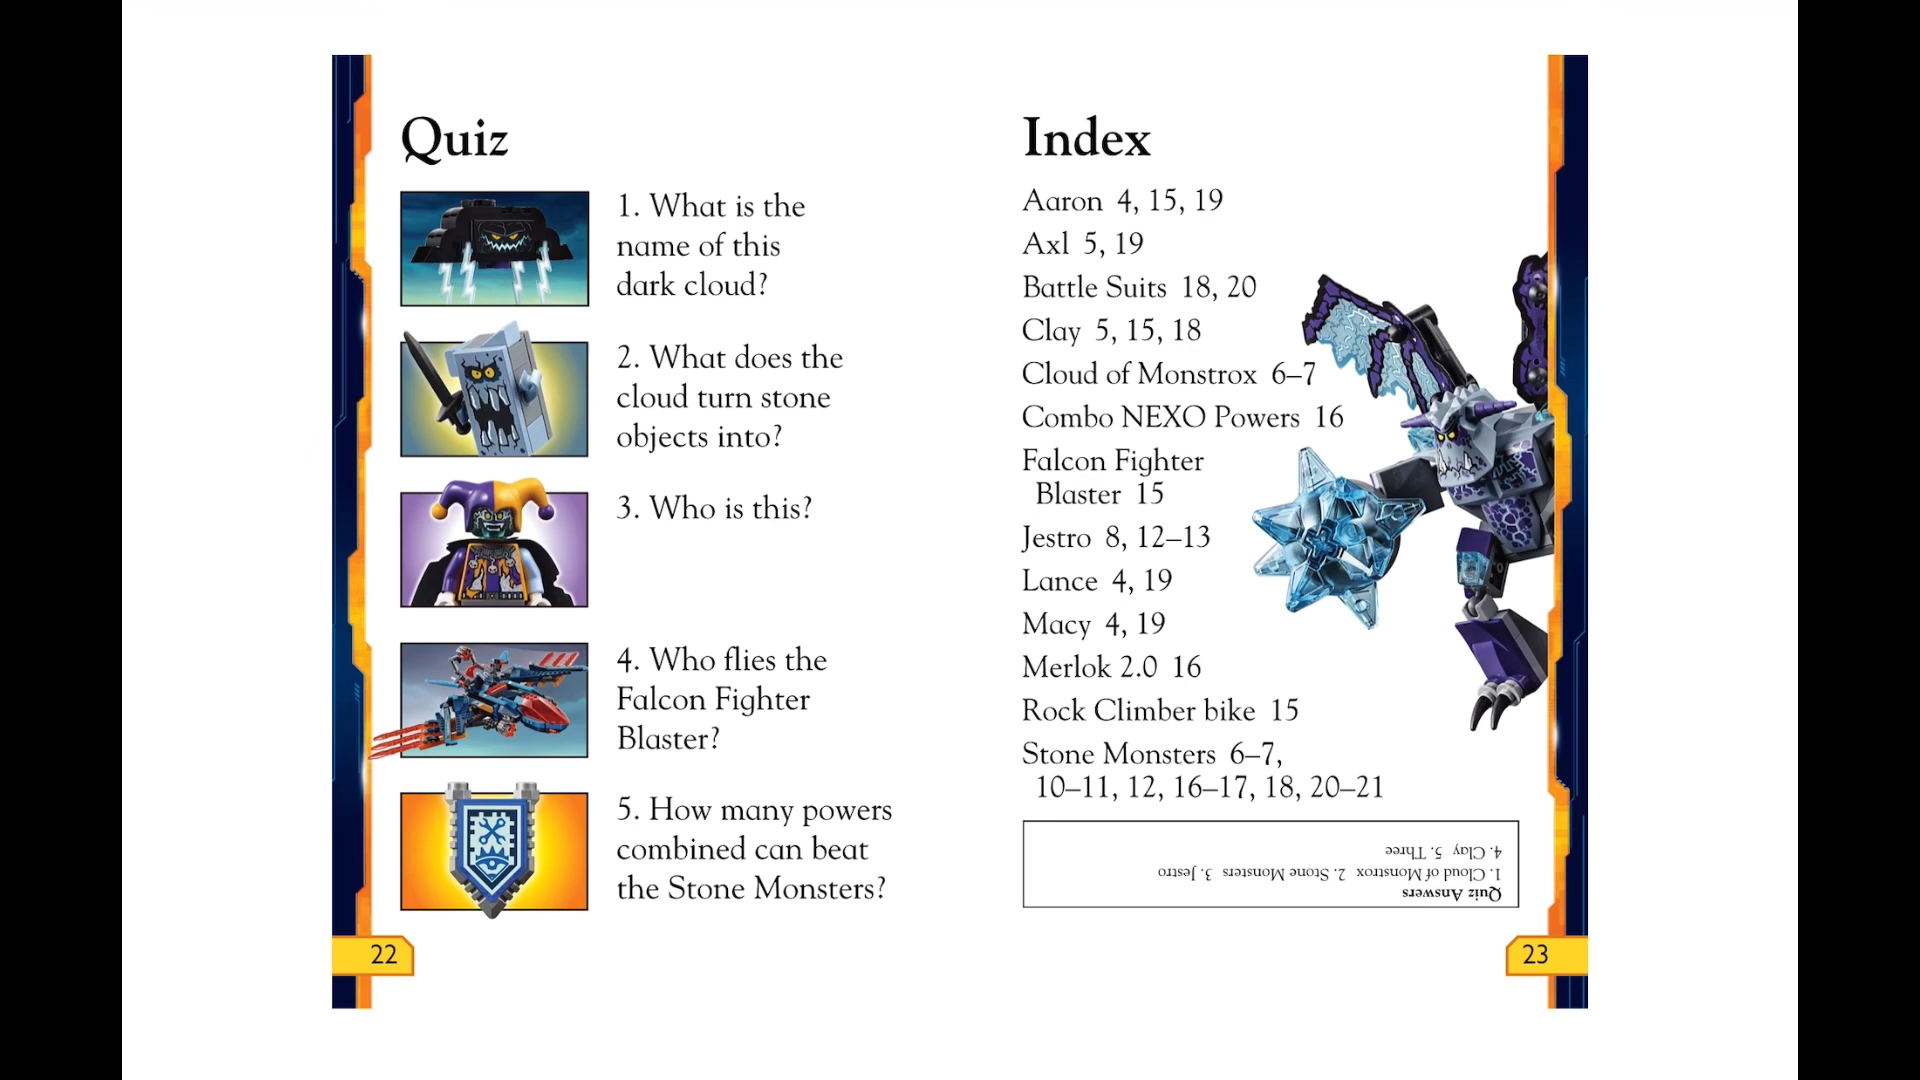 Quiz
1. What is the
name of this
dark cloud?
2. What does the
cloud turn stone
objects into?
3. Who is this?
4. Who flies the
Falcon Fighter
Blaster?
5. How many powers
combined can beat
the Stone Monsters?
22
Index
Aaron 4, 15, 19
Axl 5, 19
Battle Suits 18, 20
Clay 5, 15, 18
Cloud of Monstrox 6–7
Combo NEXO Powers 16
Falcon Fighter
Blaster 15
Jestro 8, 12–13
Lance 4, 19
Macy 4, 19
Merlok 2.0 16
Rock Climber bike 15
Stone Monsters 6–7,
10–11, 12, 16–17, 18, 20–21
Quiz Answers
1. Cloud of Monstrox 2. Stone Monsters 3. Jestro
4. Clay 5. Three
23